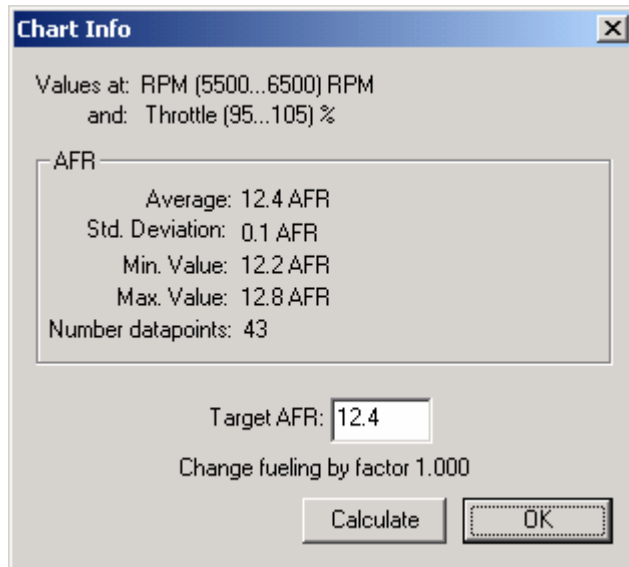 Chart Info
Values at: RPM (5500...6500) RPM
and: Throttle (95...105) %
AFR
Average: 12.4 AFR
Std. Deviation: 0.1 AFR
Min. Value: 12.2 AFR
Max. Value: 12.8 AFR
Number datapoints: 43
Target AFR: 12.4
Change fueling by factor 1.000
Calculate OK